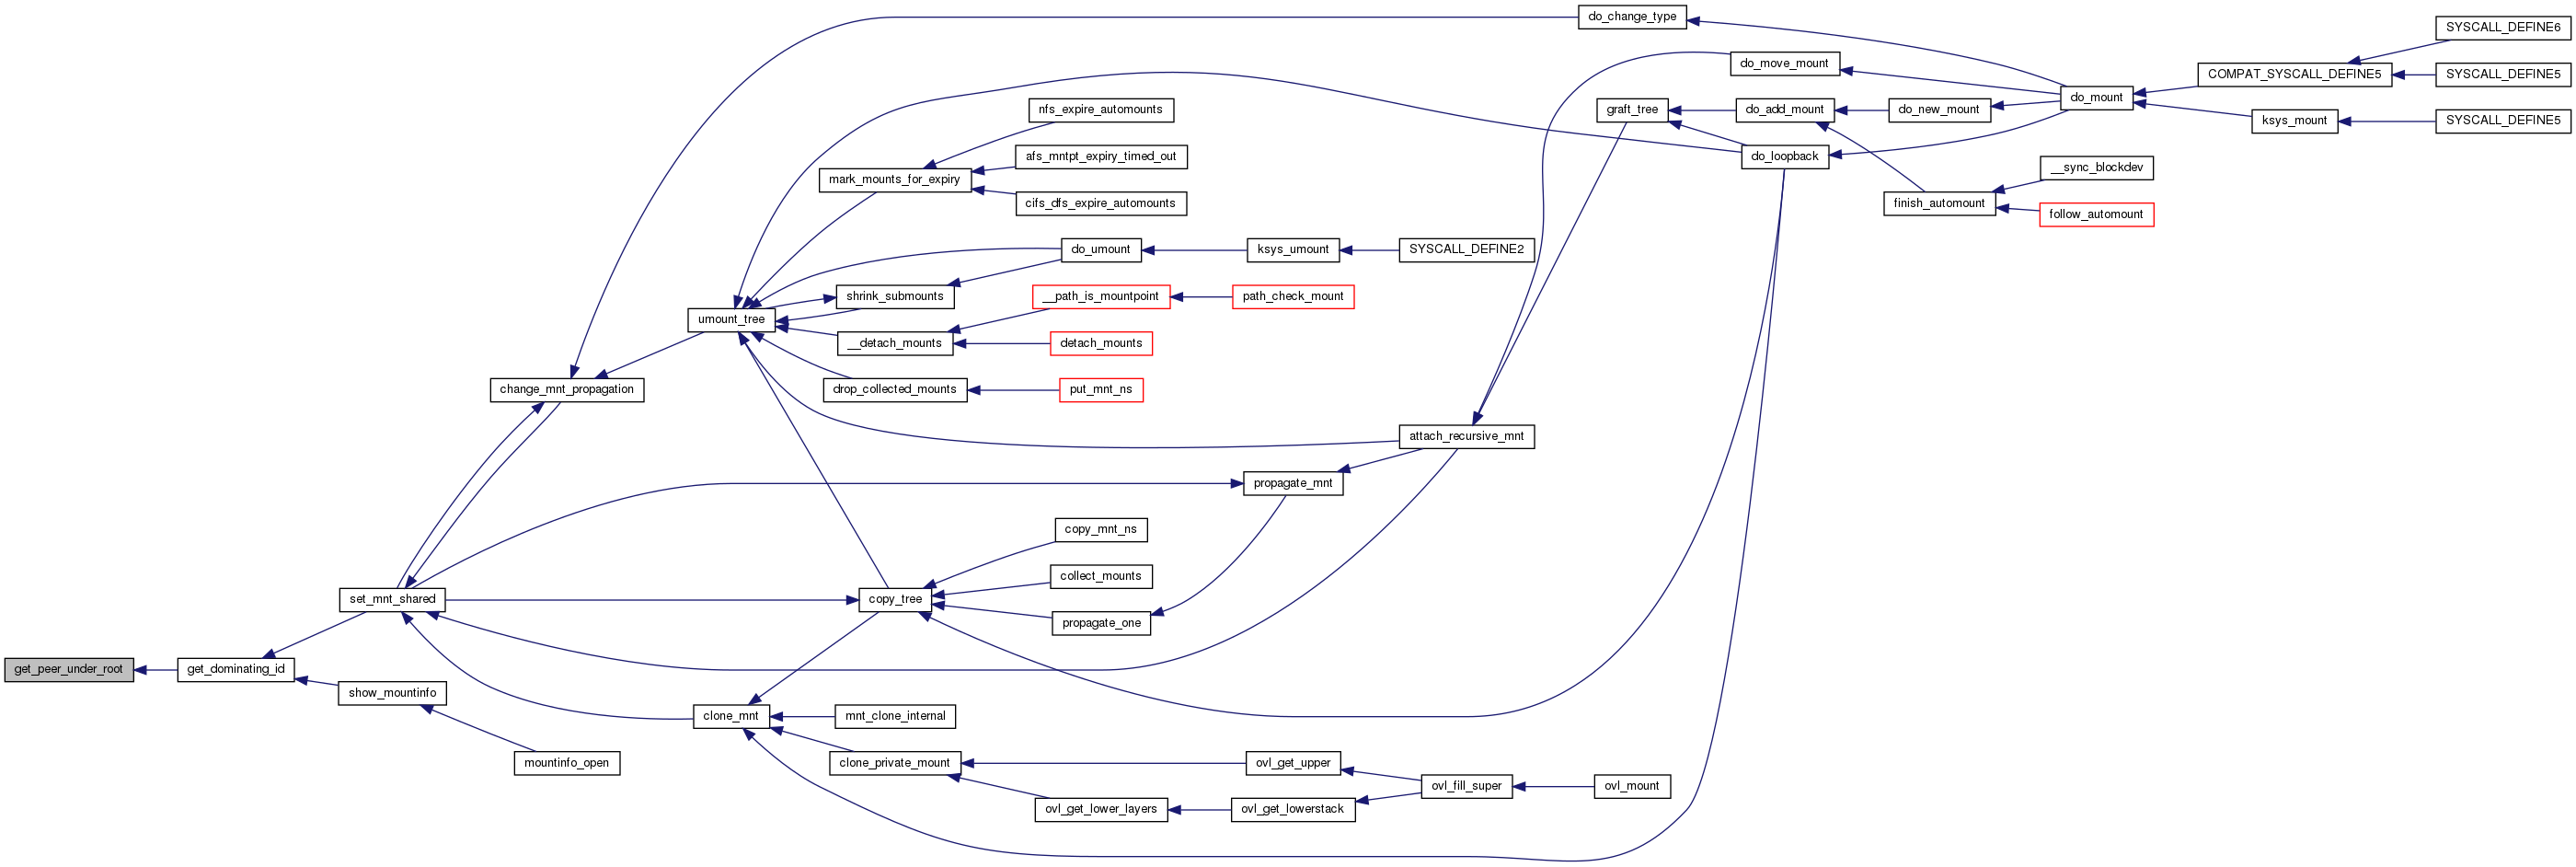 do_change_type
SYSCALL_DEFINE6
do_move_mount
COMPAT_SYSCALL_DEFINE5
SYSCALL_DEFINE5
do_mount
nfs_expire_automounts
graft_tree
do_add_mount
do_new_mount
ksys_mount
SYSCALL_DEFINE5
afs_mntpt_expiry_timed_out
do_loopback
__sync_blockdev
mark_mounts_for_expiry
cifs_dfs_expire_automounts
finish_automount
follow_automount
do_umount
ksys_umount
SYSCALL_DEFINE2
shrink_submounts
__path_is_mountpoint
path_check_mount
umount_tree
__detach_mounts
detach_mounts
change_mnt_propagation
drop_collected_mounts
put_mnt_ns
attach_recursive_mnt
propagate_mnt
copy_mnt_ns
collect_mounts
set_mnt_shared
copy_tree
propagate_one
get_peer_under_root
get_dominating_id
show_mountinfo
clone_mnt
mnt_clone_internal
mountinfo_open
clone_private_mount
ovl_get_upper
ovl_fill_super
ovl_mount
ovl_get_lower_layers
ovl_get_lowerstack